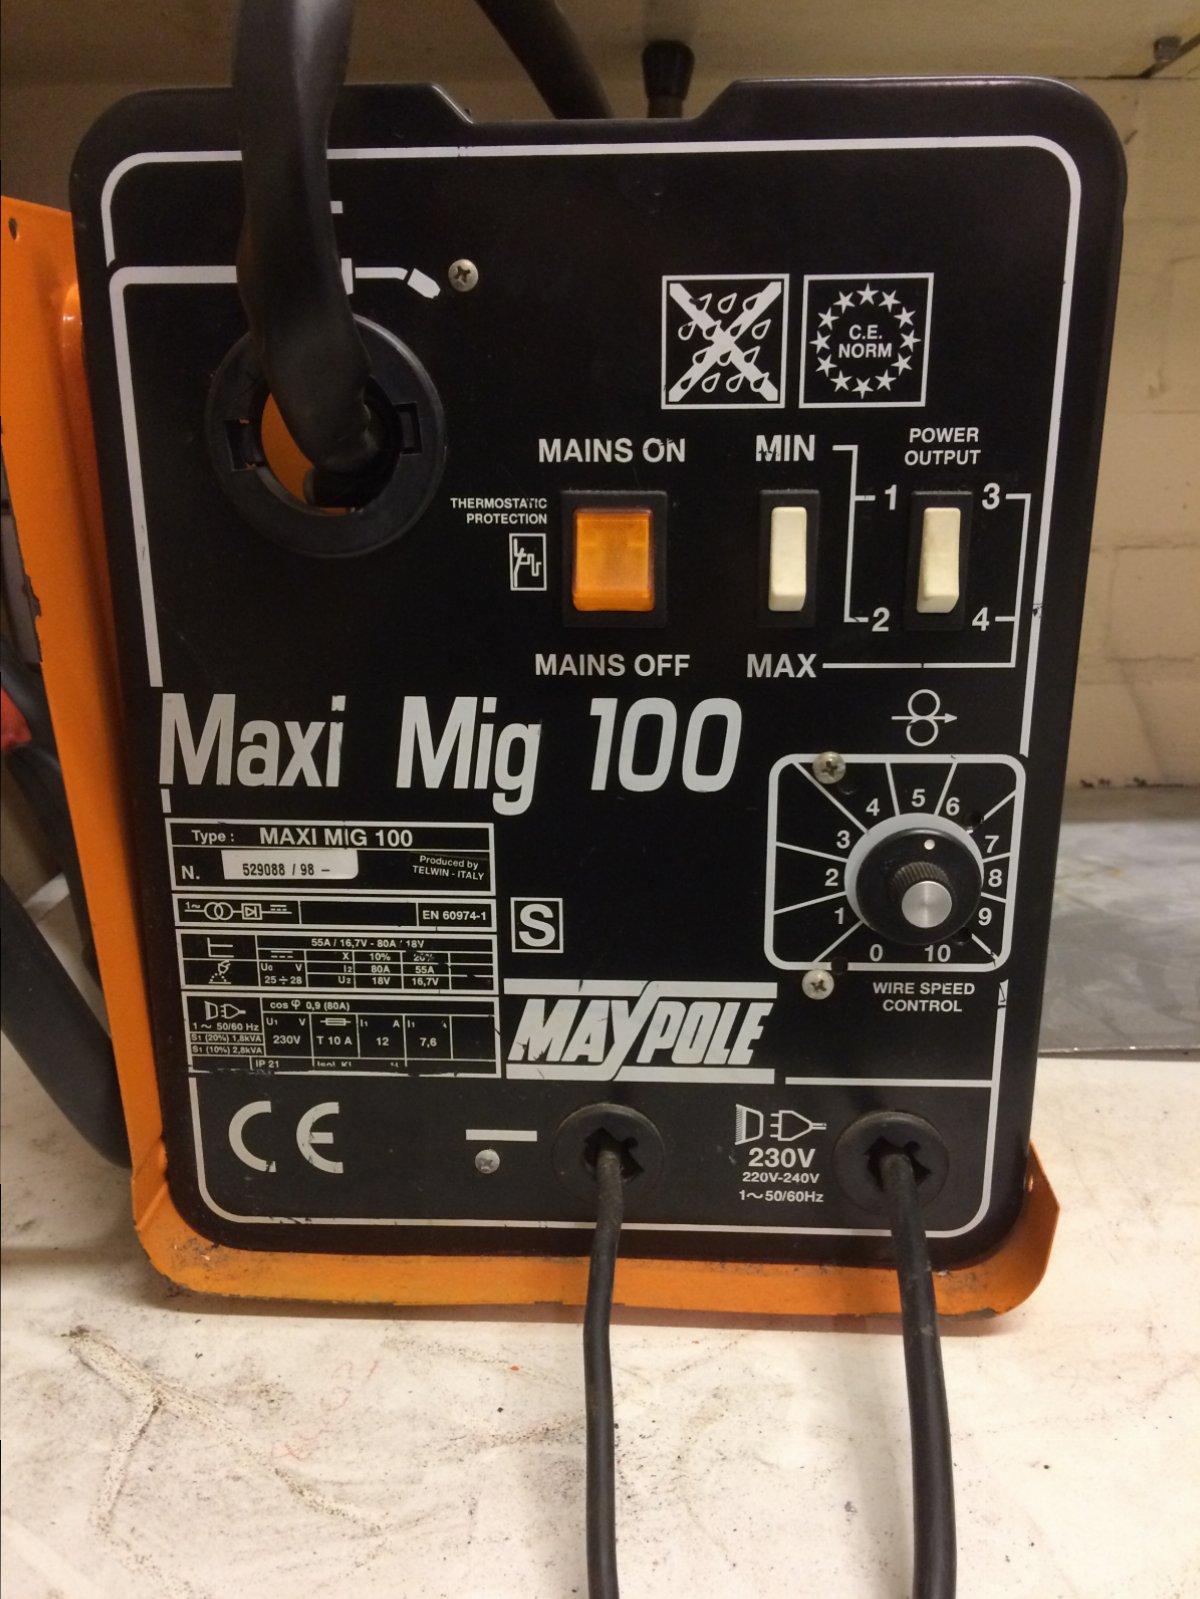 C.E.
NORM
MAINS ON
MIN
POWER
OUTPUT
THERMOSTATIC
PROTECTION
1
3
2
4
MAINS OFF
MAX
Maxi Mig 100
0 1 2 3 4 5 6 7 8 9 10
WIRE SPEED
CONTROL
Type : MAXI MIG 100
N. 529088 / 98 –
Produced by
TELWIN - ITALY
1~
EN 60974-1
S
55A / 16,7V - 80A / 18V
X 10% 20%
U0 V I2 80A 55A
25 ÷ 28 U2 18V 16,7V
cos φ 0,9 (80A)
1 ~ 50/60 Hz
U1 V I1 A I1
230V T 10 A 12 7,6
S1 (20%) 1,8kVA
S1 (10%) 2,8kVA
IP 21
MAYPOLE
CE
230V
220V-240V
1~50/60Hz